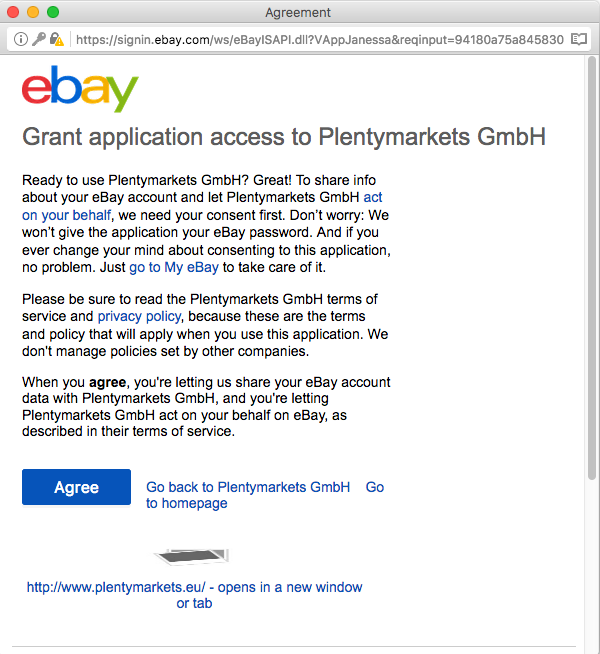 Agreement
https://signin.ebay.com/ws/eBayISAPI.dll?VAppJanessa&reqinput=94180a75a845830
ebay
Grant application access to Plentymarkets GmbH
Ready to use Plentymarkets GmbH? Great! To share info
about your eBay account and let Plentymarkets GmbH act
on your behalf, we need your consent first. Don’t worry: We
won’t give the application your eBay password. And if you
ever change your mind about consenting to this application,
no problem. Just go to My eBay to take care of it.
Please be sure to read the Plentymarkets GmbH terms of
service and privacy policy, because these are the terms
and policy that will apply when you use this application. We
don't manage policies set by other companies.
When you agree, you're letting us share your eBay account
data with Plentymarkets GmbH, and you're letting
Plentymarkets GmbH act on your behalf on eBay, as
described in their terms of service.
Agree
Go back to Plentymarkets GmbH Go
to homepage
http://www.plentymarkets.eu/ - opens in a new window
or tab